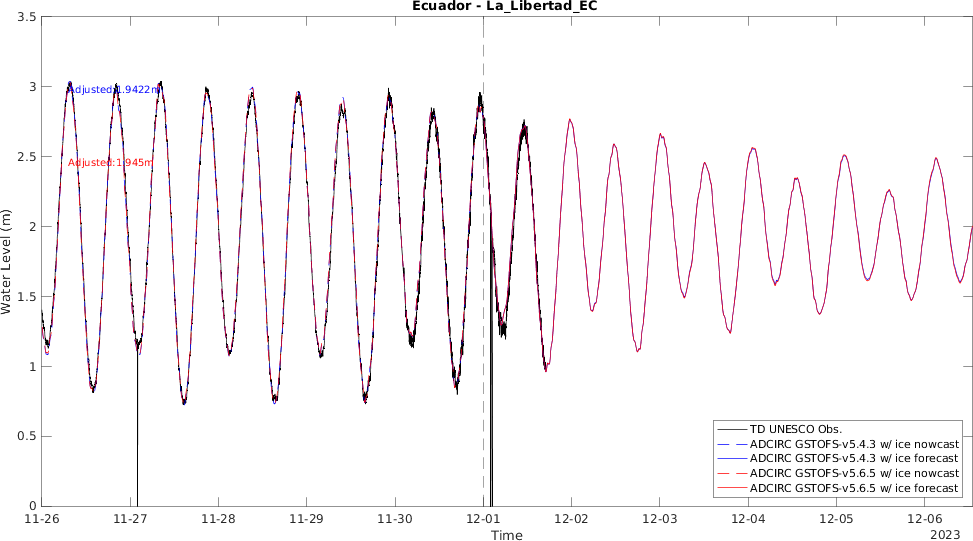 Ecuador - La_Libertad_EC
3.5
3
2.5
2
1.5
1
0.5
0
Water Level (m)
Adjusted:1.9422m
Adjusted:1.945m
TD UNESCO Obs.
ADCIRC GSTOFS-v5.4.3 w/ ice nowcast
ADCIRC GSTOFS-v5.4.3 w/ ice forecast
ADCIRC GSTOFS-v5.6.5 w/ ice nowcast
ADCIRC GSTOFS-v5.6.5 w/ ice forecast
11-26 11-27 11-28 11-29 11-30 12-01 12-02 12-03 12-04 12-05 12-06
Time
2023